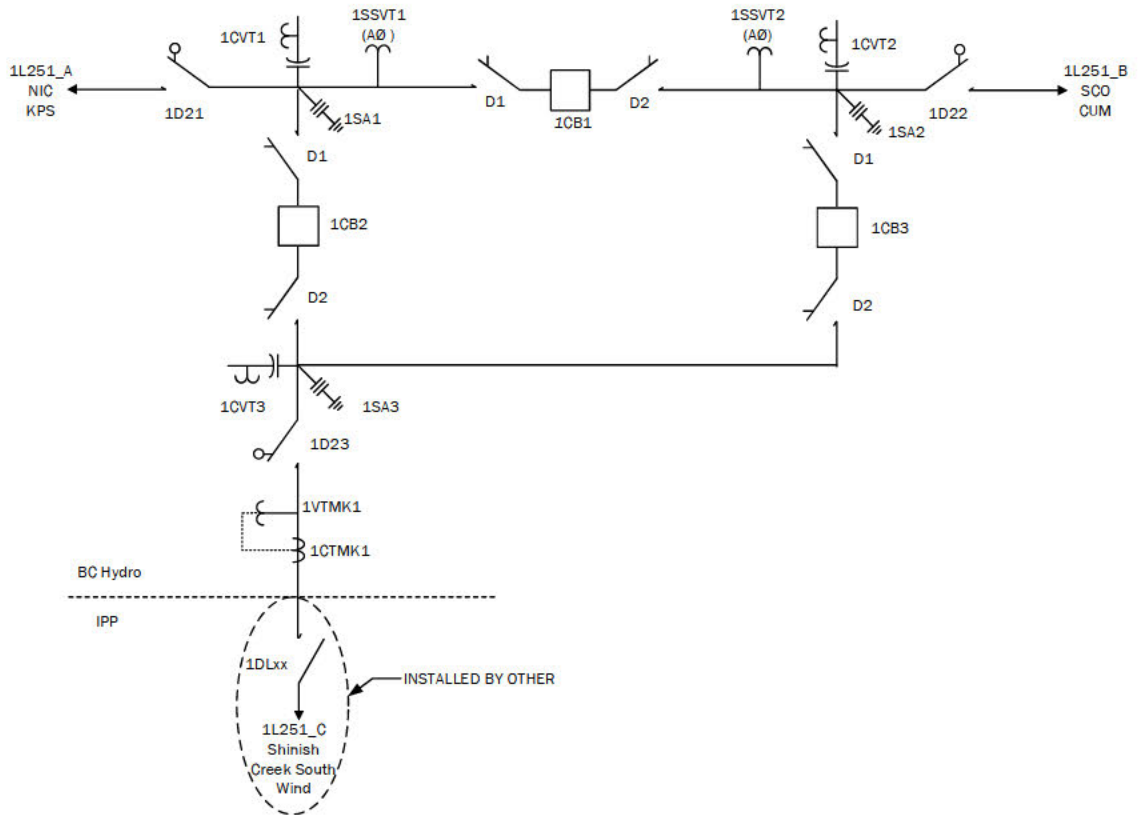 1SSVT1
(AØ )
1SSVT2
(AØ)
1CVT1
1CVT2
1L251_A
NIC
KPS
1L251_B
SCO
CUM
1D21
D1
D2
1D22
1CB1
1SA1
1SA2
D1
D1
1CB2
1CB3
D2
D2
1CVT3
1SA3
1D23
1VTMK1
1CTMK1
BC Hydro
IPP
1DLxx
INSTALLED BY OTHER
1L251_C
Shinish
Creek South
Wind